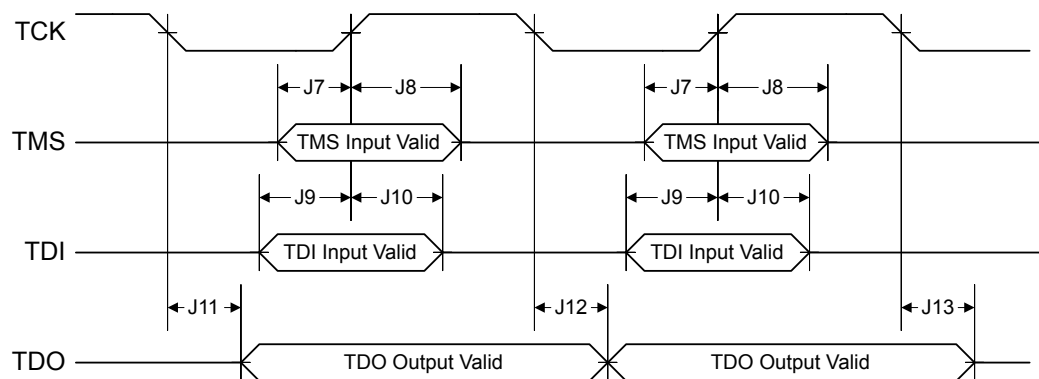 TCK
J7 J8 J7 J8
TMS TMS Input Valid TMS Input Valid
J9 J10 J9 J10
TDI TDI Input Valid TDI Input Valid
J11 J12 J13
TDO TDO Output Valid TDO Output Valid